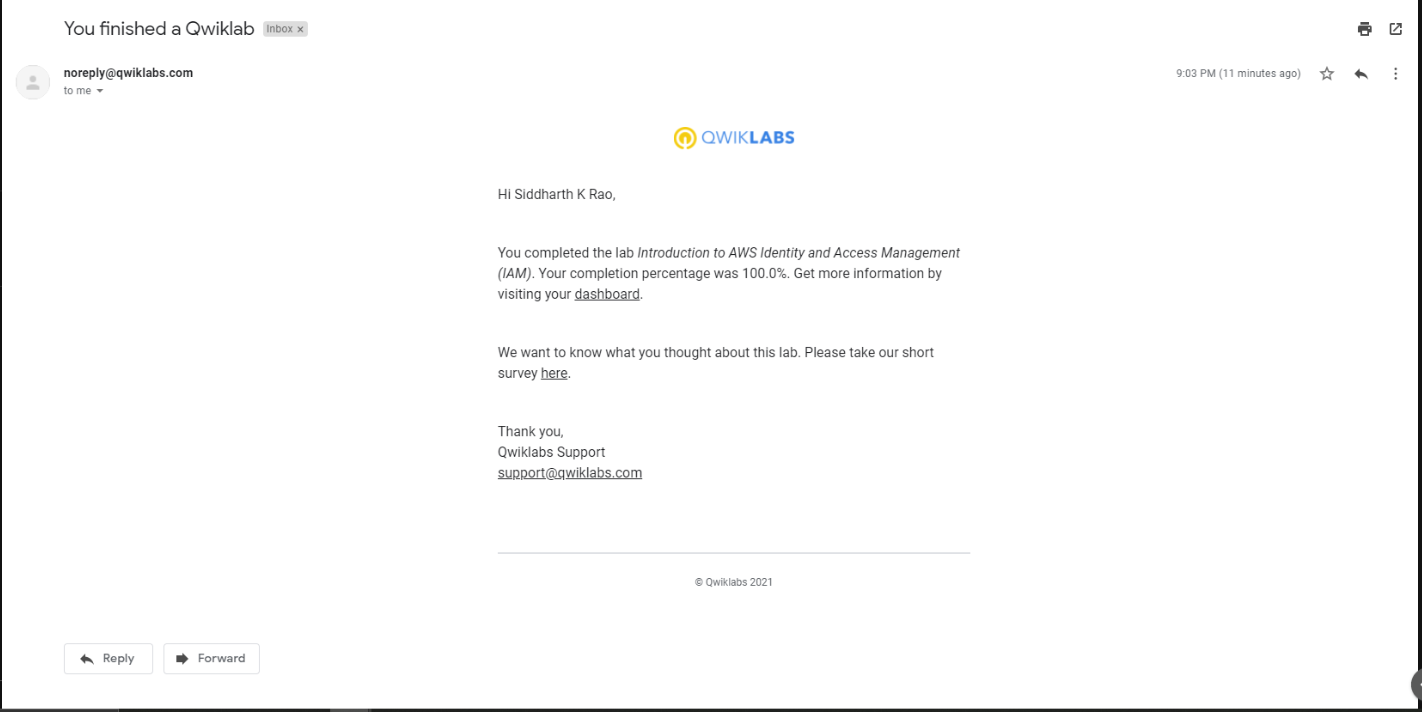 You finished a Qwiklab Inbox x
noreply@qwiklabs.com
9:03 PM (11 minutes ago)
to me
QWIKLABS
Hi Siddharth K Rao,
You completed the lab Introduction to AWS Identity and Access Management
(IAM). Your completion percentage was 100.0%. Get more information by
visiting your dashboard.
We want to know what you thought about this lab. Please take our short
survey here.
Thank you,
Qwiklabs Support
support@qwiklabs.com
© Qwiklabs 2021
Reply
Forward